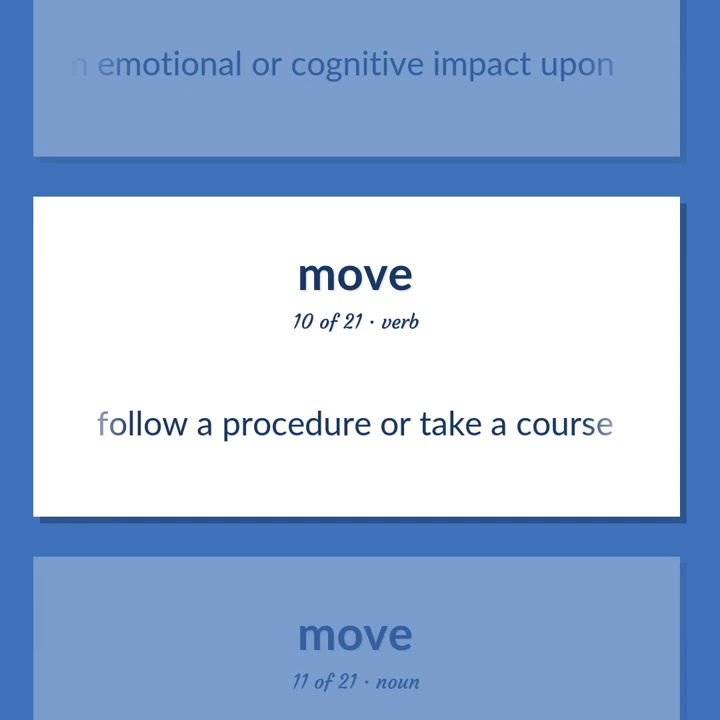 emotional or cognitive impact upon
move
10 of 21 · verb
follow a procedure or take a course
move
11 of 21 · noun